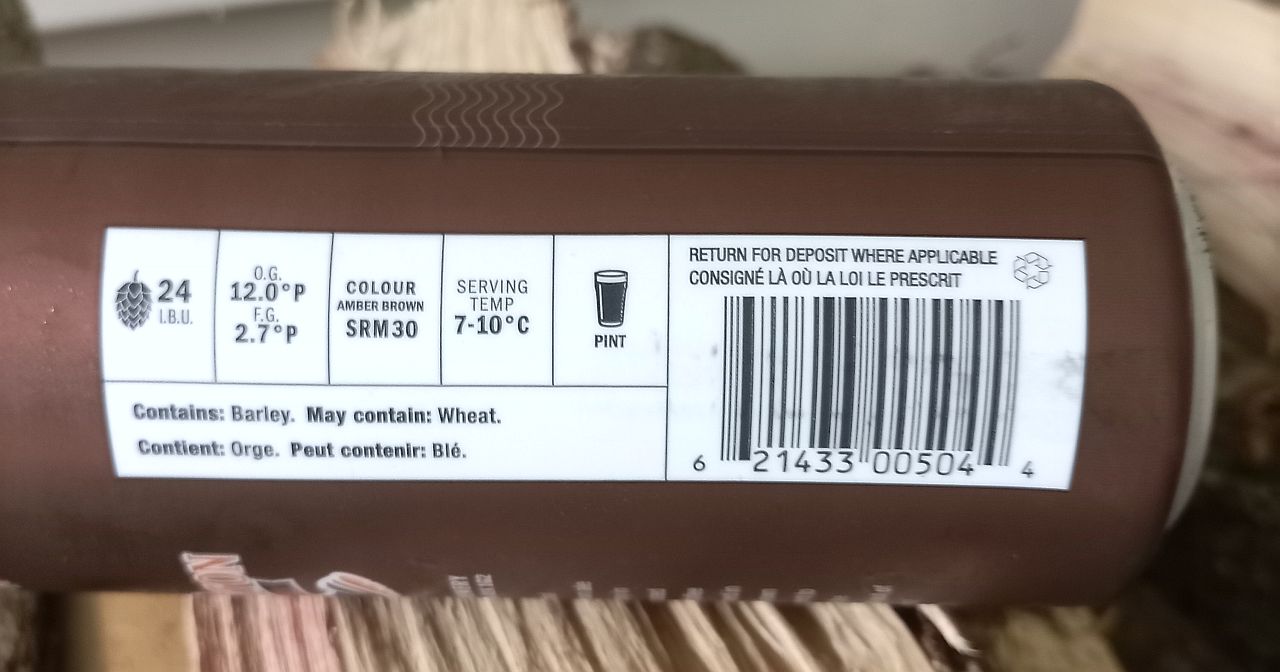 24
I.B.U.
O.G.
12.0°P
F.G.
2.7°P
COLOUR
AMBER BROWN
SRM 30
SERVING
TEMP
7-10°C
PINT
Contains: Barley. May contain: Wheat.
Contient: Orge. Peut contenir: Blé.
RETURN FOR DEPOSIT WHERE APPLICABLE
CONSIGNÉ LÀ OÙ LA LOI LE PRESCRIT
6 21433 00504 4